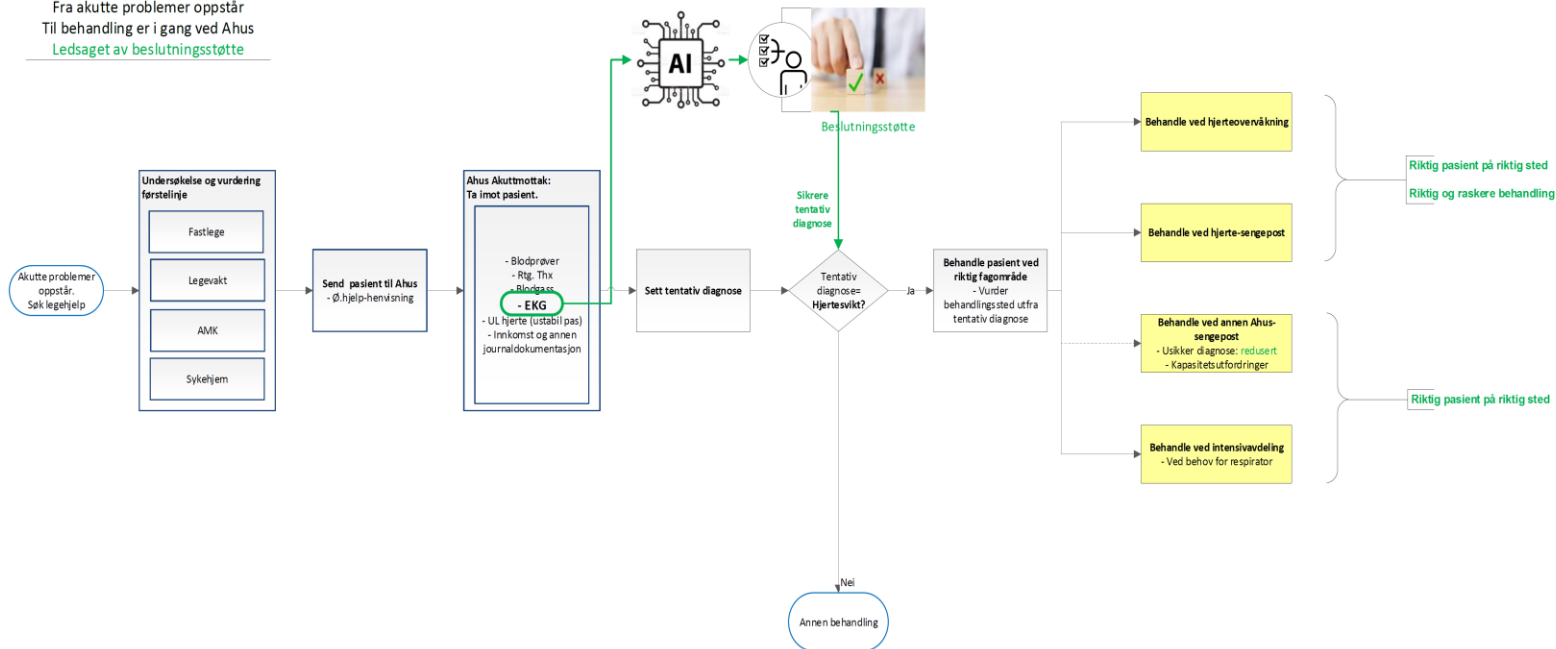 Fra akutte problemer oppstår
Til behandling er i gang ved Ahus
Ledsaget av beslutningsstøtte
AI
Beslutningsstøtte
Akutte problemer
oppstår.
Søk legehjelp
Undersøkelse og vurdering
førstelinje
Fastlege
Legevakt
AMK
Sykehjem
Send pasient til Ahus
- Ø.hjelp-henvisning
Ahus Akuttmottak:
Ta imot pasient.
- Blodprøver
- Rtg. Thx
- Blodgass
- EKG
- UL hjerte (ustabil pas)
- Innkomst og annen
journaldokumentasjon
Sett tentativ diagnose
Sikrere
tentativ
diagnose
Tentativ
diagnose=
Hjertesvikt?
Ja
Nei
Annen behandling
Behandle pasient ved
riktig fagområde
- Vurder
behandlingssted utfra
tentativ diagnose
Behandle ved hjerteovervåkning
Behandle ved hjerte-sengepost
Behandle ved annen Ahus-
sengepost
- Usikker diagnose: redusert
- Kapasitetsutfordringer
Behandle ved intensivavdeling
- Ved behov for respirator
Riktig pasient på riktig sted
Riktig og raskere behandling
Riktig pasient på riktig sted